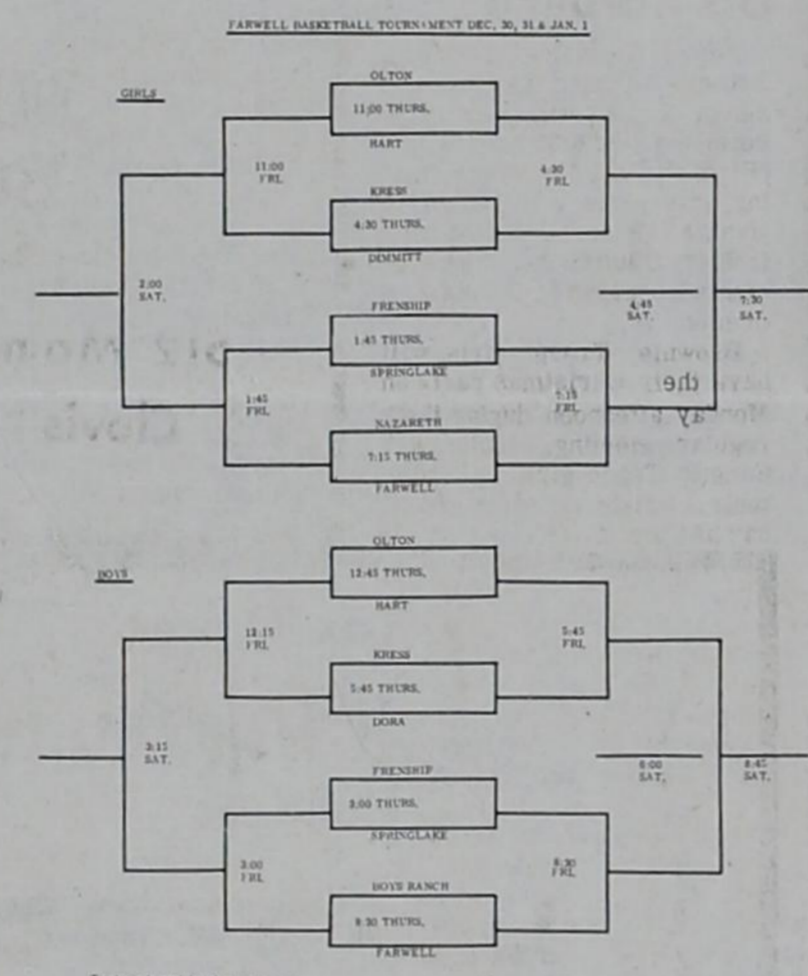 FARWELL BASKETBALL TOURNAMENT DEC. 30, 31 & JAN. 1
GIRLS
OLTON
11:00 THURS.
HART
11:00
FRI.
4:30
FRI.
KRESS
4:30 THURS.
DIMMITT
2:00
SAT.
4:45
SAT.
7:30
SAT.
FRENSHIP
1:45 THURS.
SPRINGLAKE
1:45
FRI.
7:15
FRI.
NAZARETH
7:15 THURS.
FARWELL
BOYS
OLTON
12:45 THURS.
HART
12:15
FRI.
5:45
FRI.
KRESS
5:45 THURS.
DORA
3:15
SAT.
6:00
SAT.
8:45
SAT.
FRENSHIP
3:00 THURS.
SPRINGLAKE
3:00
FRI.
8:30
FRI.
BOYS RANCH
8:30 THURS.
FARWELL